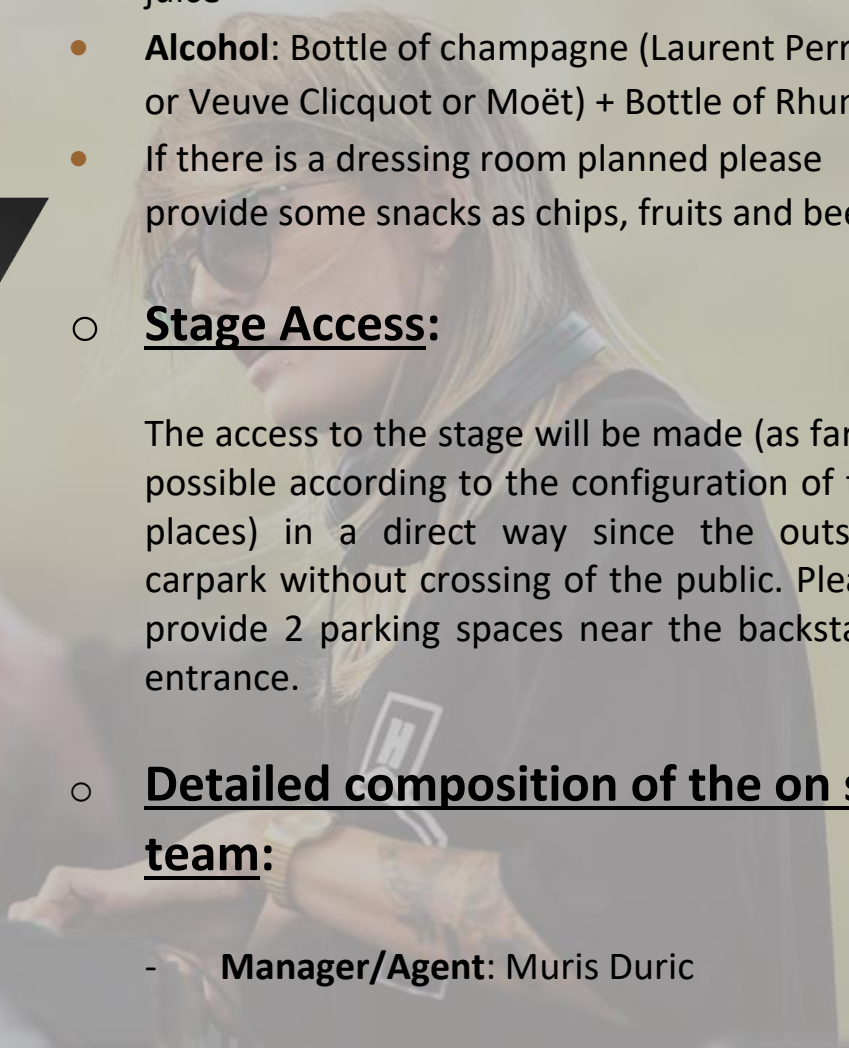 juice
Alcohol: Bottle of champagne (Laurent Perr
or Veuve Clicquot or Moët) + Bottle of Rhum
If there is a dressing room planned please
provide some snacks as chips, fruits and bee
Stage Access:
The access to the stage will be made (as far
possible according to the configuration of t
places) in a direct way since the outs
carpark without crossing of the public. Plea
provide 2 parking spaces near the backsta
entrance.
Detailed composition of the on s
team:
- Manager/Agent: Muris Duric